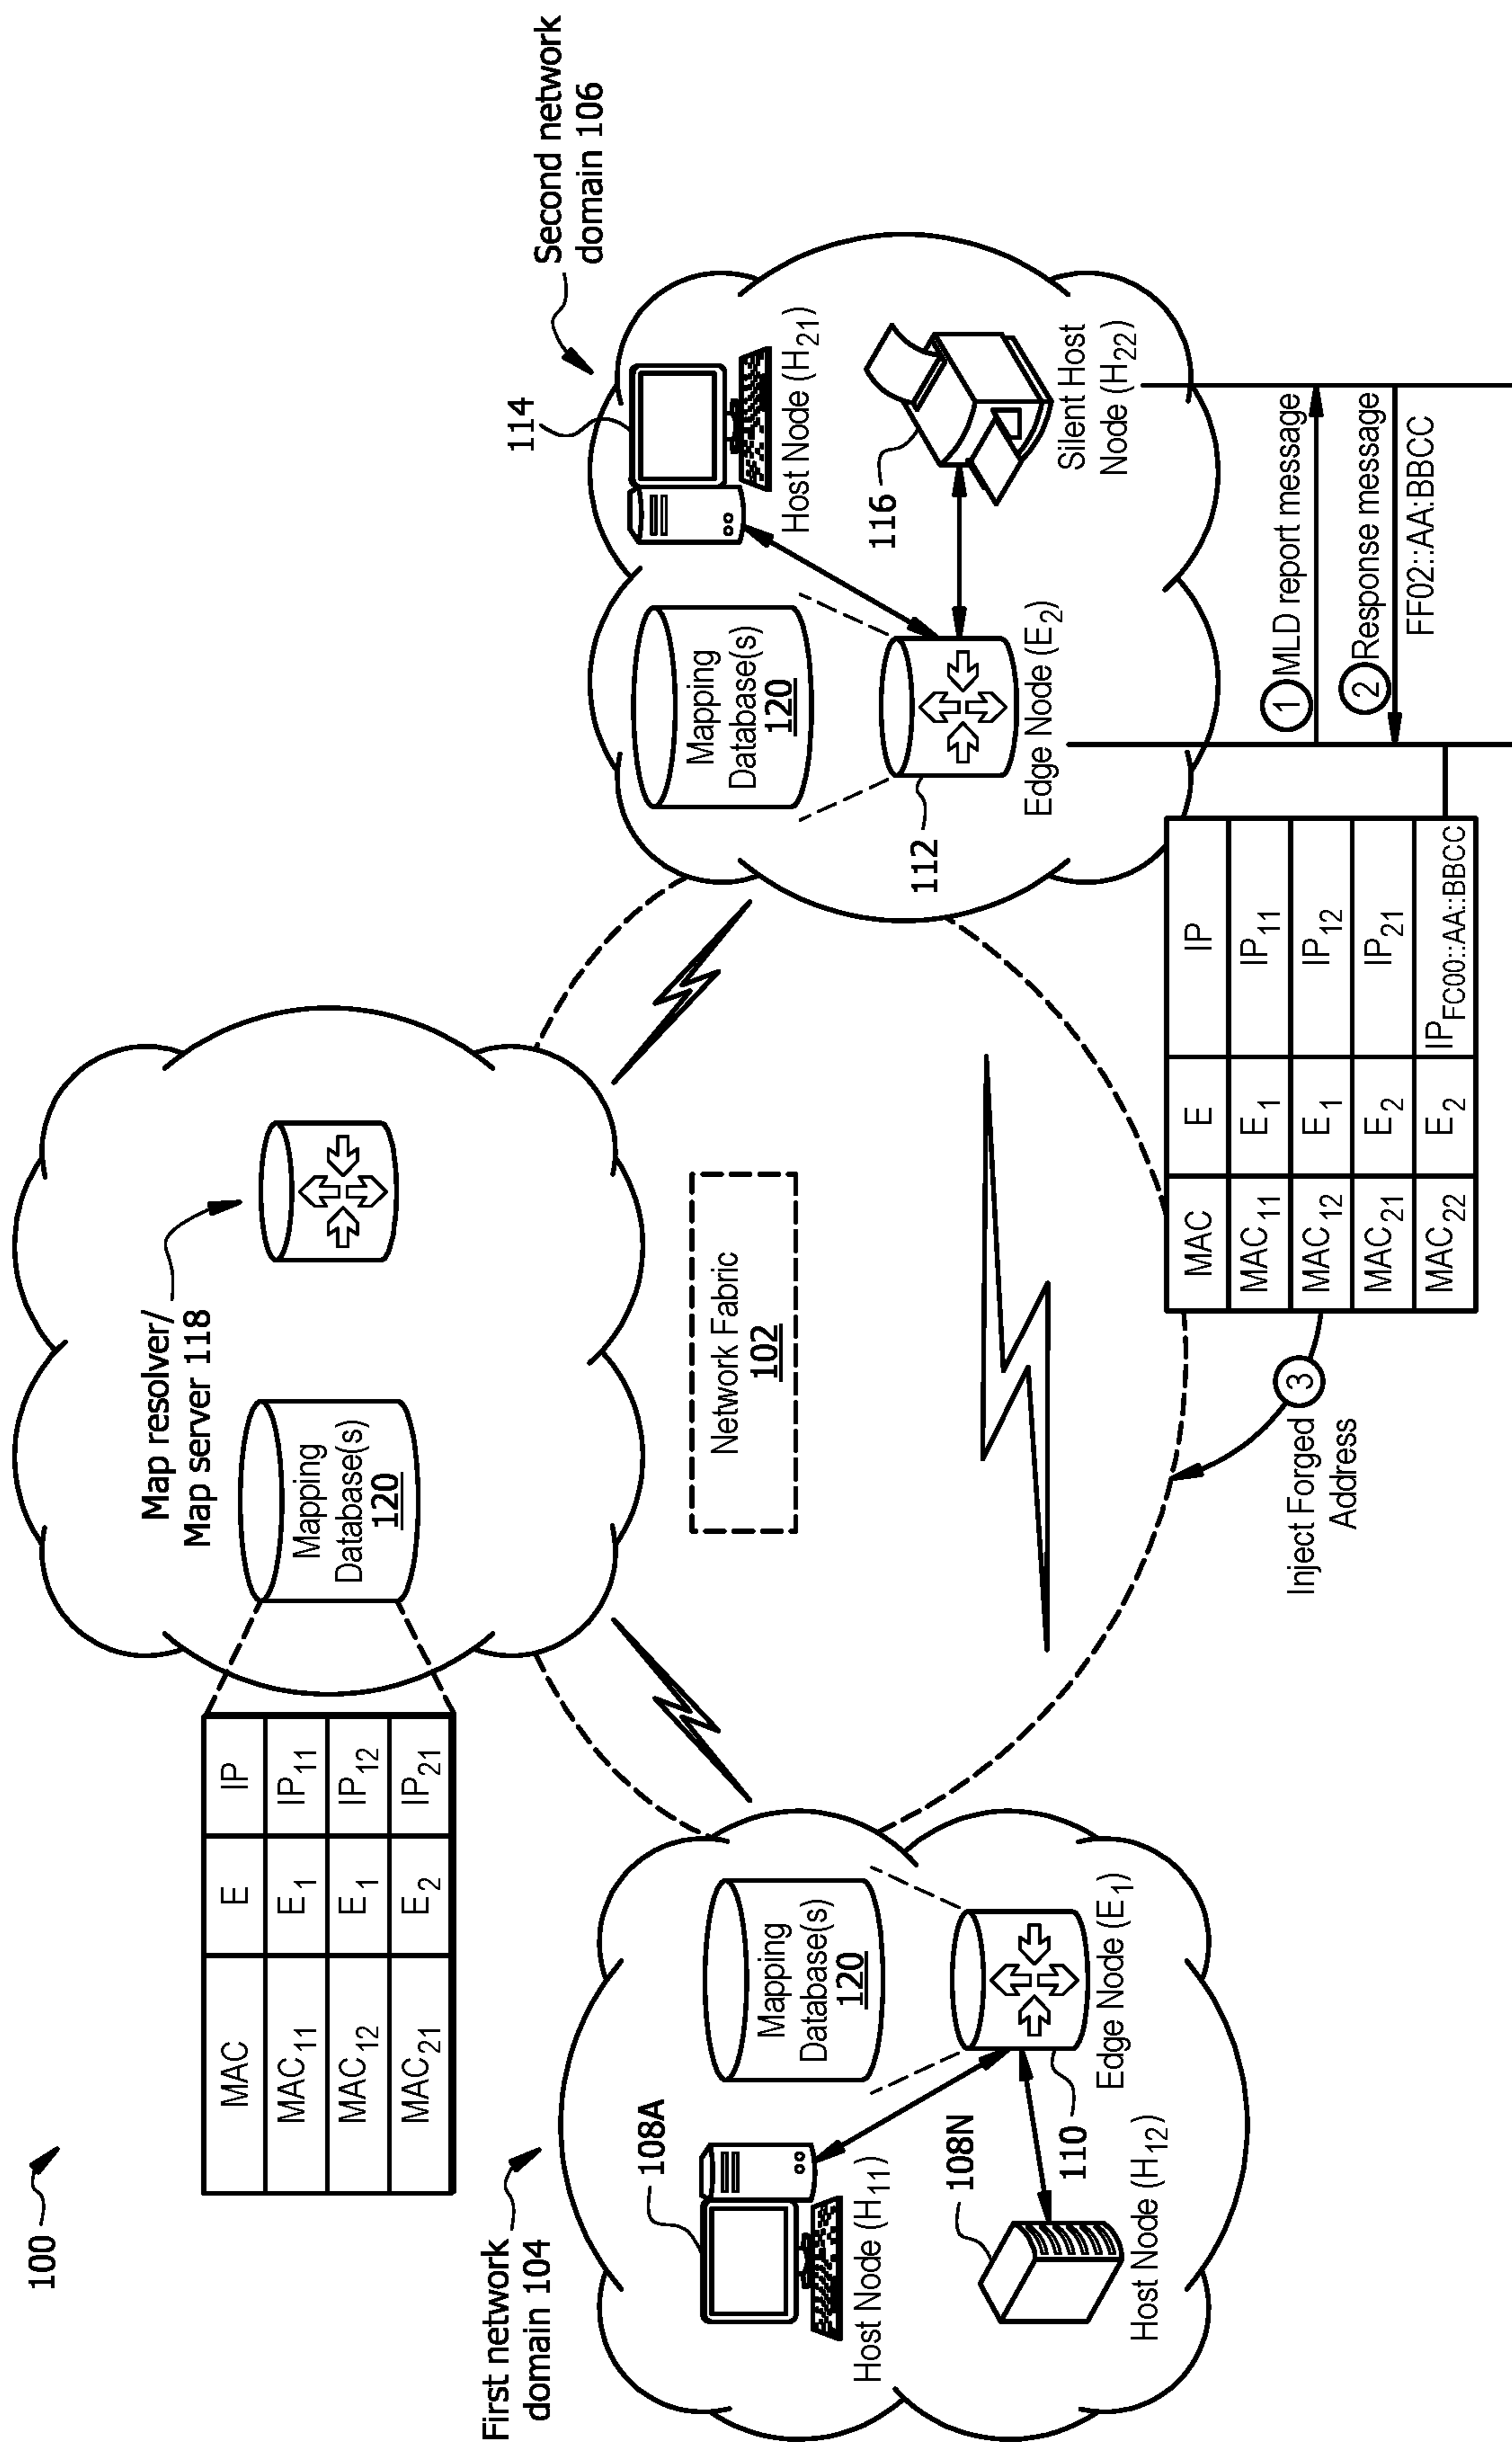 100
MAC E IP
MAC11 E1 IP11
MAC12 E1 IP12
MAC21 E2 IP21
Map resolver/
Map server 118
Mapping
Database(s)
120
First network
domain 104
108A
Host Node (H11)
108N
Host Node (H12)
110
Edge Node (E1)
Mapping
Database(s)
120
Network Fabric
102
Second network
domain 106
114
Host Node (H21)
Mapping
Database(s)
120
112
Edge Node (E2)
116
Silent Host
Node (H22)
1 MLD report message
2 Response message
FF02::AA:BBCC
MAC E IP
MAC11 E1 IP11
MAC12 E1 IP12
MAC21 E2 IP21
MAC22 E2 IPFC00::AA::BBCC
3
Inject Forged
Address